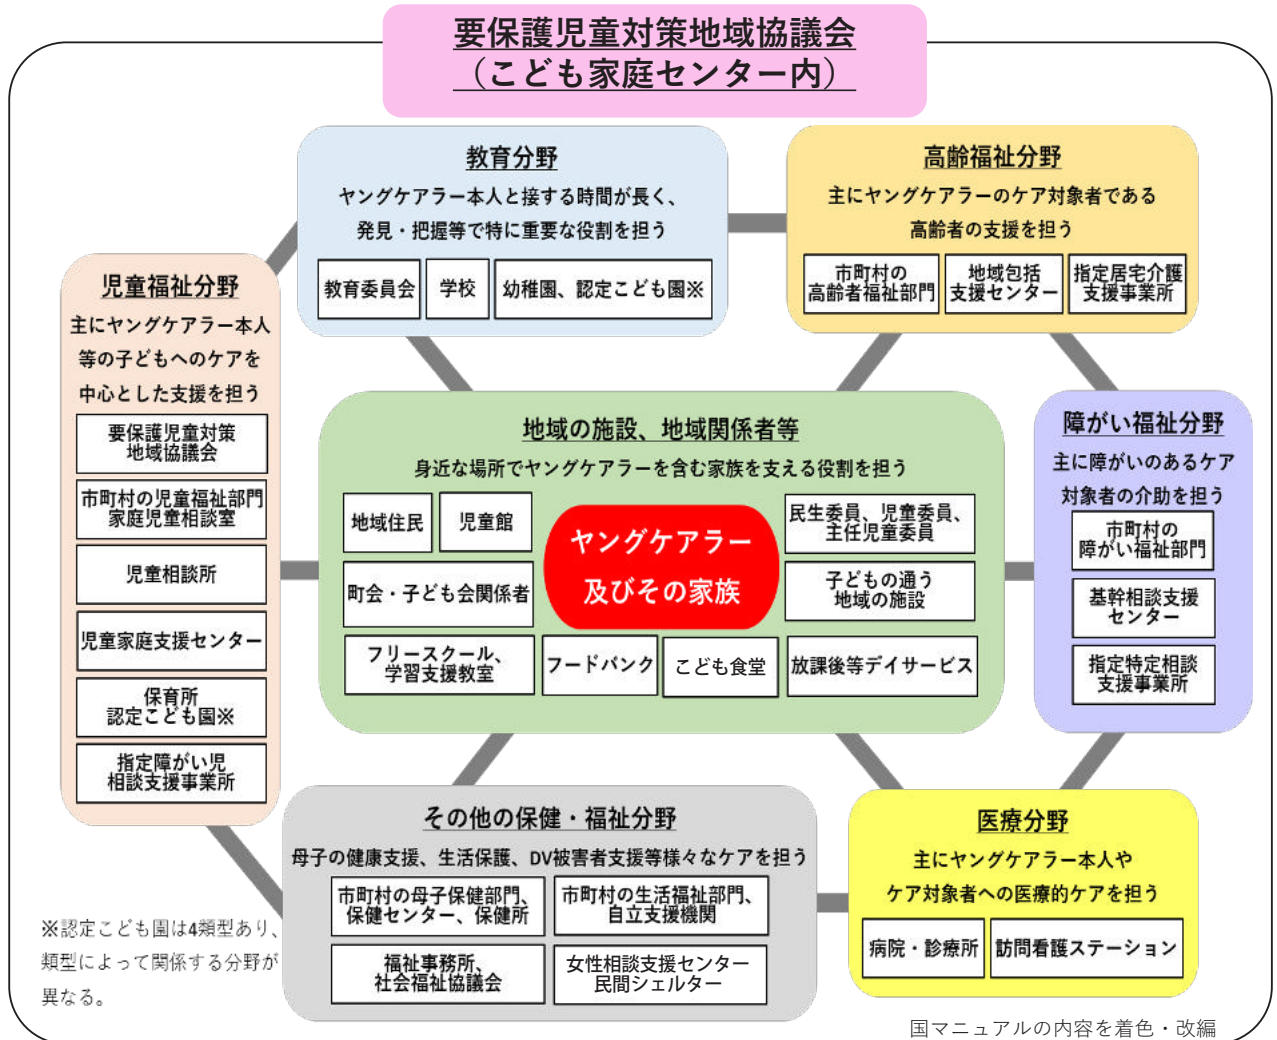 要保護児童対策地域協議会
（こども家庭センター内）
教育分野
ヤングケアラー本人と接する時間が長く、
発見・把握等で特に重要な役割を担う
教育委員会
学校
幼稚園、認定こども園※
高齢福祉分野
主にヤングケアラーのケア対象者である
高齢者の支援を担う
市町村の
高齢者福祉部門
地域包括
支援センター
指定居宅介護
支援事業所
児童福祉分野
主にヤングケアラー本人
等の子どもへのケアを
中心とした支援を担う
要保護児童対策
地域協議会
市町村の児童福祉部門
家庭児童相談室
児童相談所
児童家庭支援センター
保育所
認定こども園※
指定障がい児
相談支援事業所
地域の施設、地域関係者等
身近な場所でヤングケアラーを含む家族を支える役割を担う
地域住民
児童館
町会・子ども会関係者
フリースクール、
学習支援教室
フードバンク
こども食堂
ヤングケアラー
及びその家族
民生委員、児童委員、
主任児童委員
子どもの通う
地域の施設
放課後等デイサービス
障がい福祉分野
主に障がいのあるケア
対象者の介助を担う
市町村の
障がい福祉部門
基幹相談支援
センター
指定特定相談
支援事業所
その他の保健・福祉分野
母子の健康支援、生活保護、DV被害者支援等様々なケアを担う
市町村の母子保健部門、
保健センター、保健所
市町村の生活福祉部門、
自立支援機関
福祉事務所、
社会福祉協議会
女性相談支援センター
民間シェルター
医療分野
主にヤングケアラー本人や
ケア対象者への医療的ケアを担う
病院・診療所
訪問看護ステーション
※認定こども園は4類型あり、
類型によって関係する分野が
異なる。
国マニュアルの内容を着色・改編